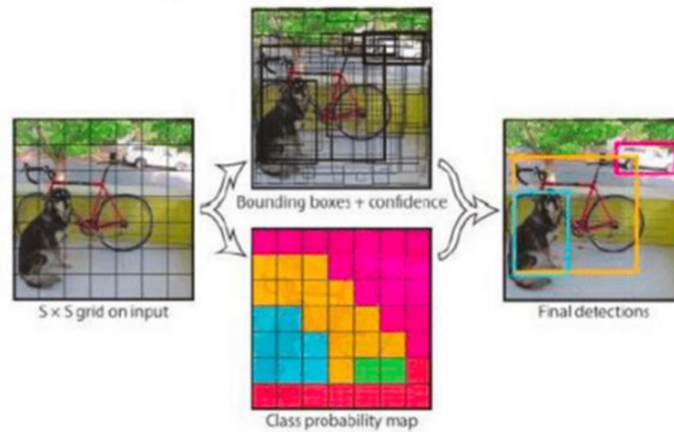 Bounding boxes + confidence
S × S grid on input
Final detections
Class probability map